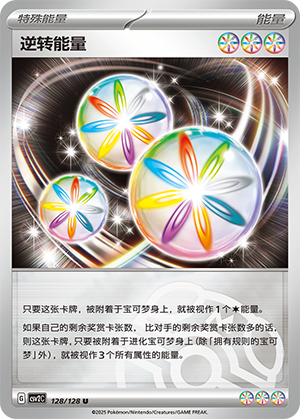 特殊能量
能量
逆转能量
只要这张卡牌，被附着于宝可梦身上，就被视作1个能量。
如果自己的剩余奖赏卡张数，比对手的剩余奖赏卡张数多的话，
则这张卡牌，只要被附着于进化宝可梦身上（除「拥有规则的宝可
梦」外），就被视作3个所有属性的能量。
G CSV2C 128/128 U
©2025 Pokémon/Nintendo/Creatures/GAME FREAK.